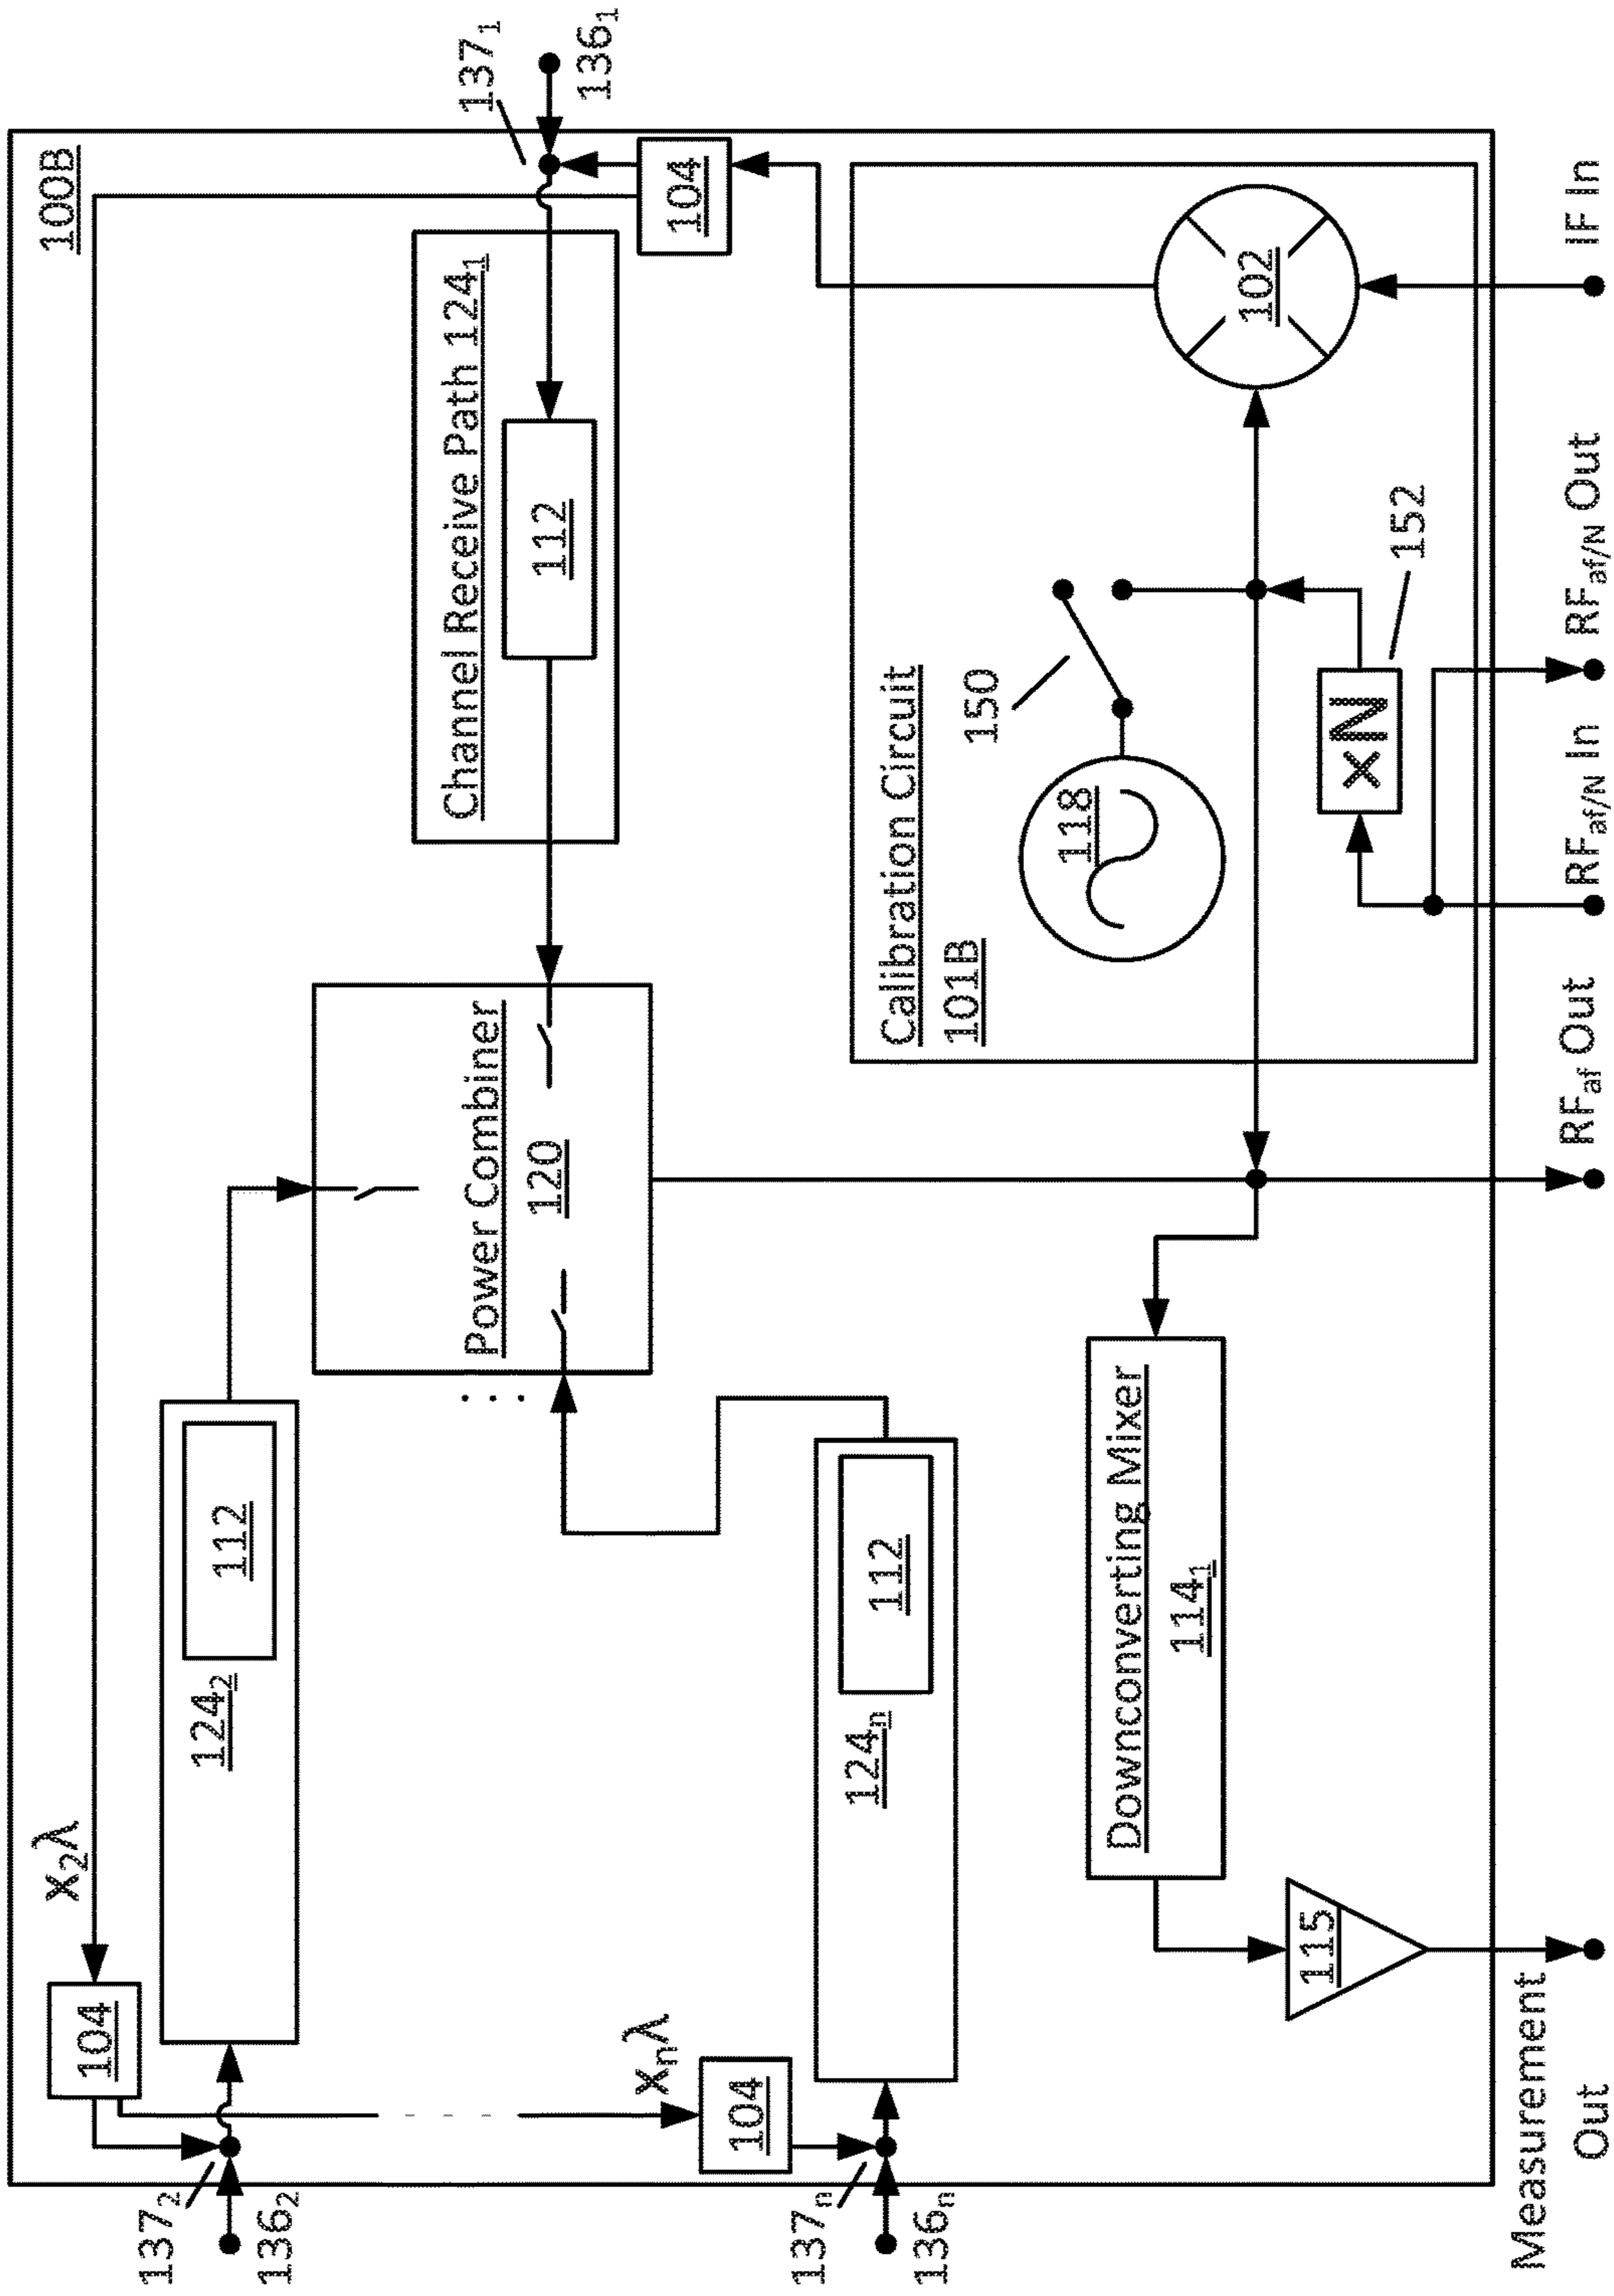 100B
x₂λ
104
137₂
136₂
124₂
112
Power Combiner
120
Channel Receive Path 124₁
112
137₁
136₁
104
xₙλ
104
137ₙ
136ₙ
124ₙ
112
. . .
Calibration Circuit
101B
118
150
102
×N
152
Downconverting Mixer
114₁
115
Measurement
Out
RF_af Out
RF_af/N In
RF_af/N Out
IF In